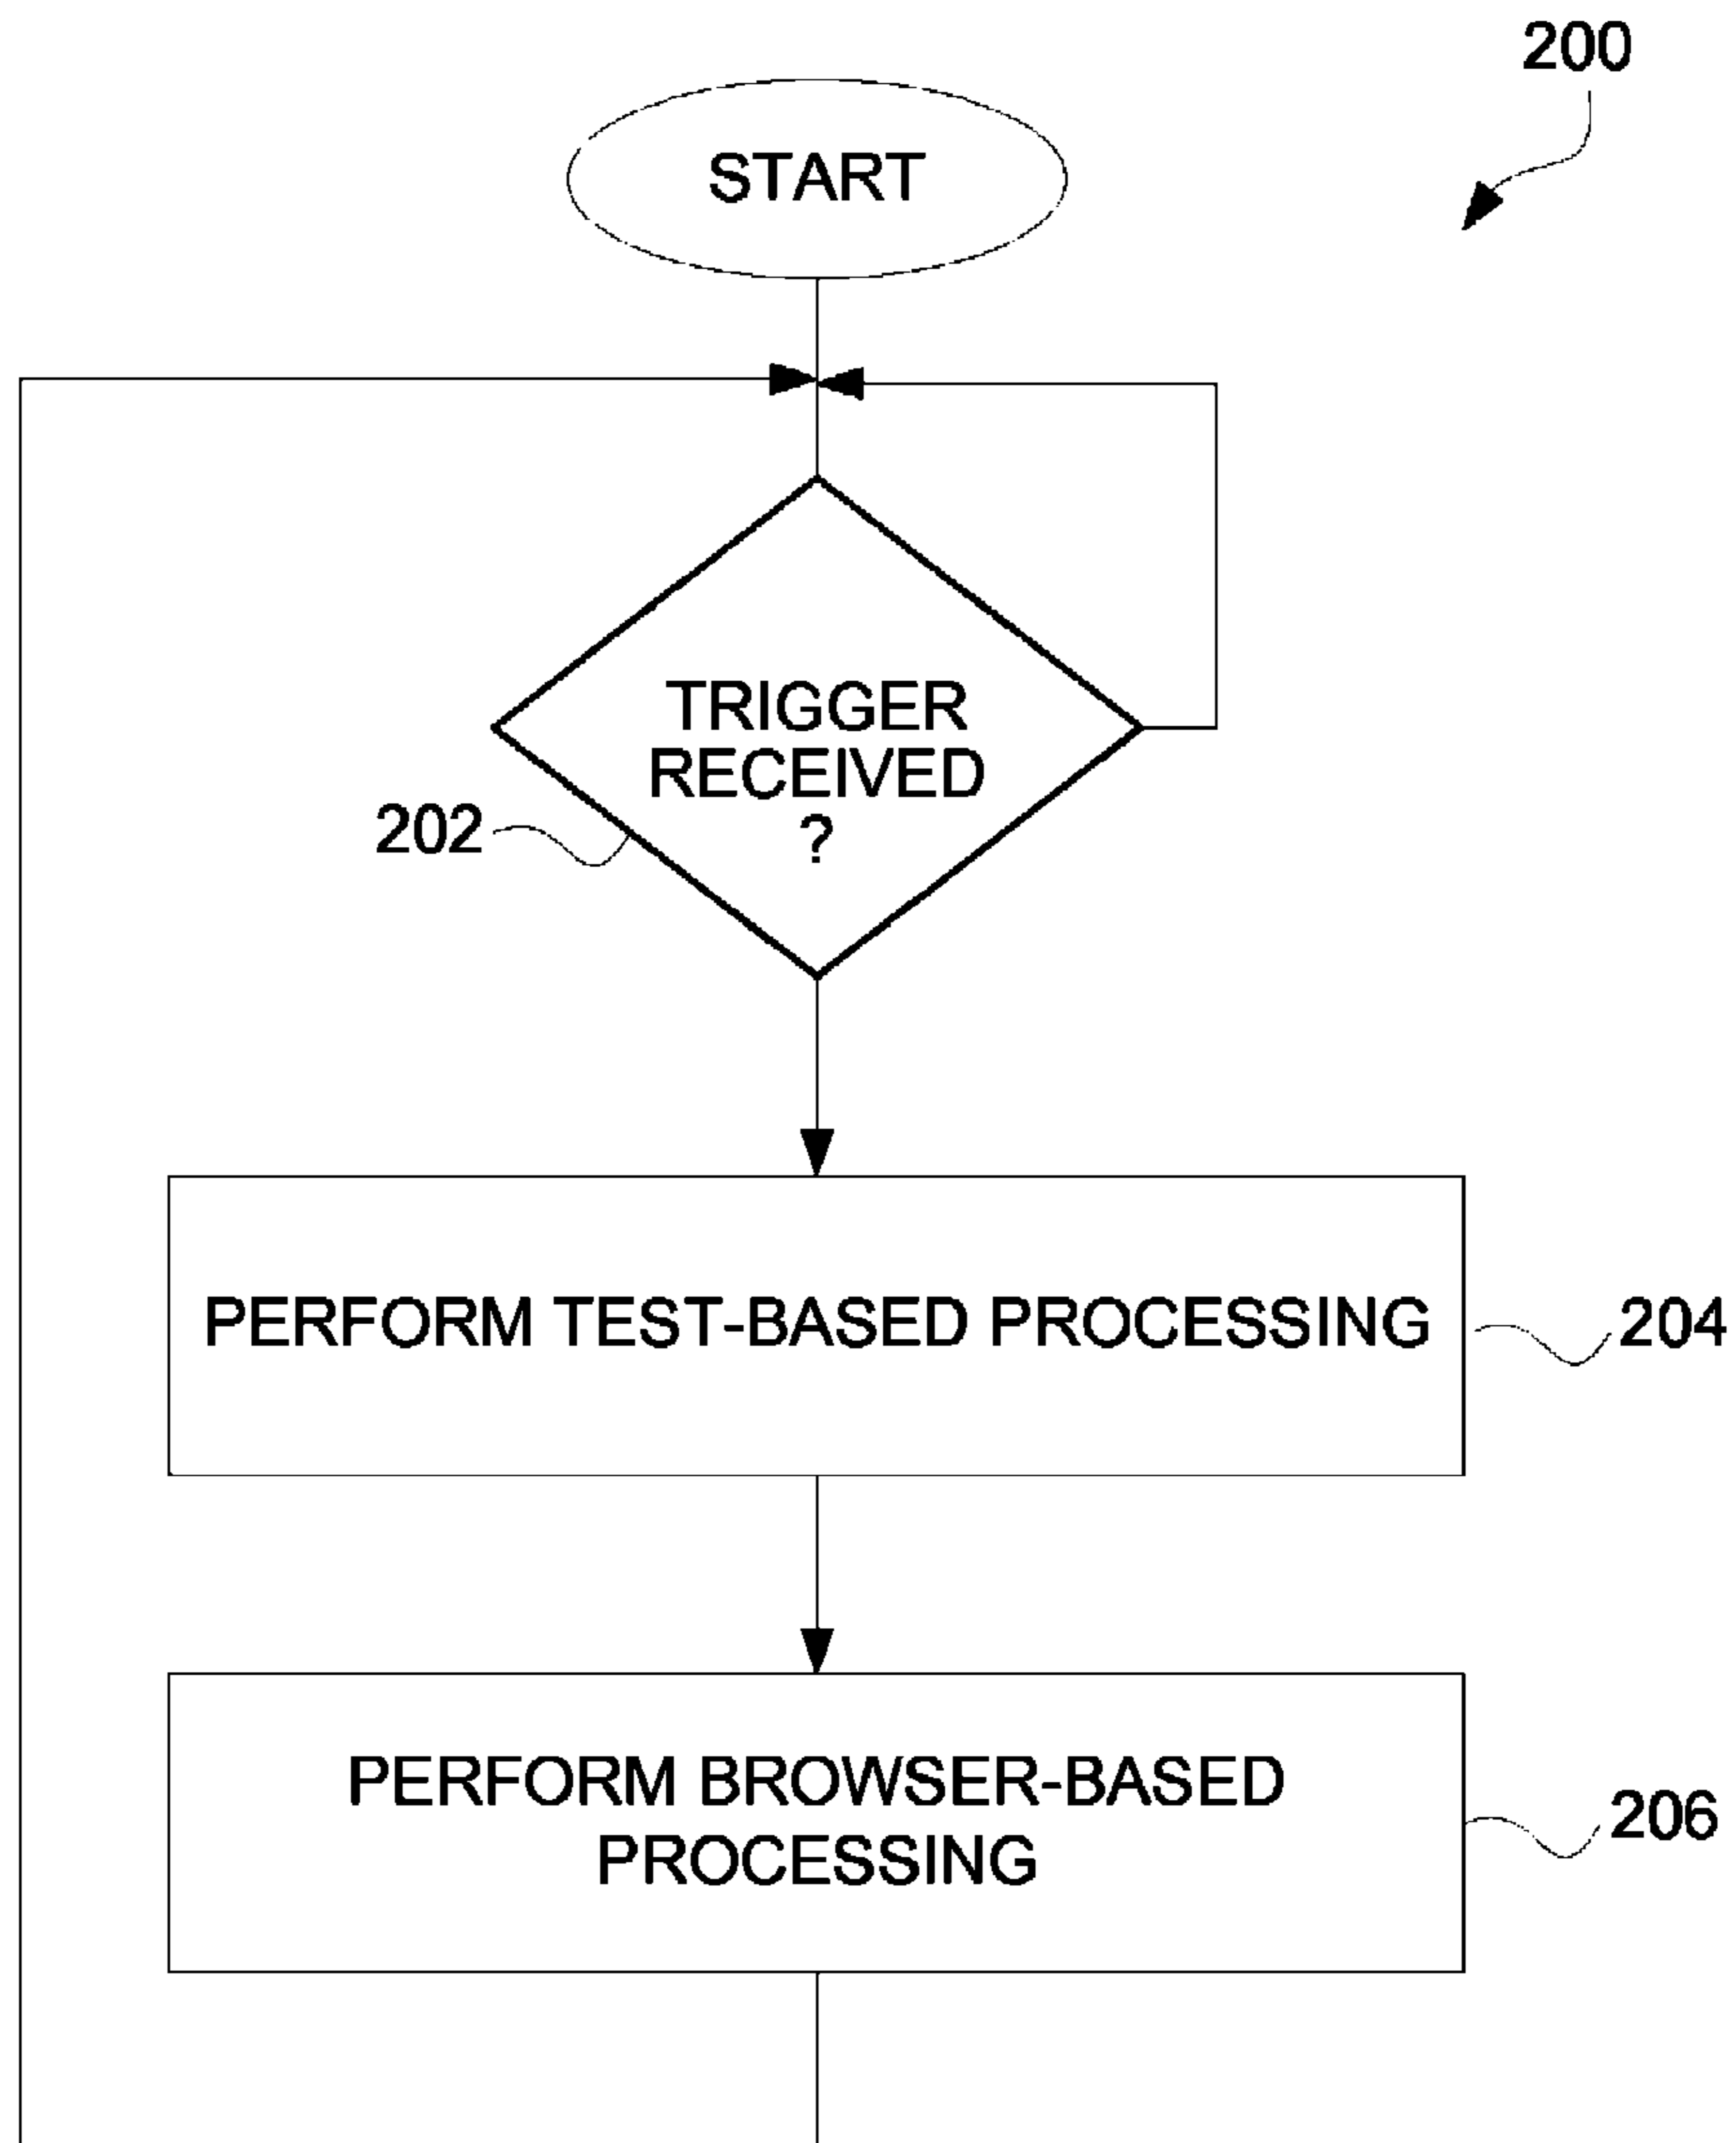 200
START
TRIGGER
RECEIVED
?
202
PERFORM TEST-BASED PROCESSING
204
PERFORM BROWSER-BASED
PROCESSING
206